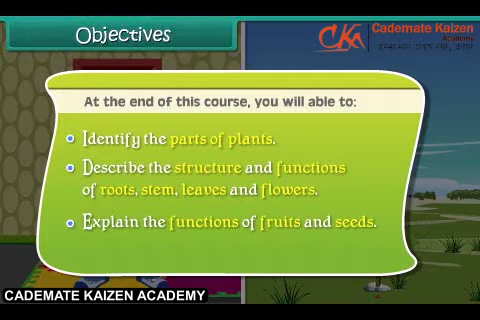 Objectives
CKA
Cademate Kaizen
Academy
At the end of this course, you will able to:
Identify the parts of plants.
Describe the structure and functions
of roots, stem, leaves and flowers.
Explain the functions of fruits and seeds.
CADEMATE KAIZEN ACADEMY